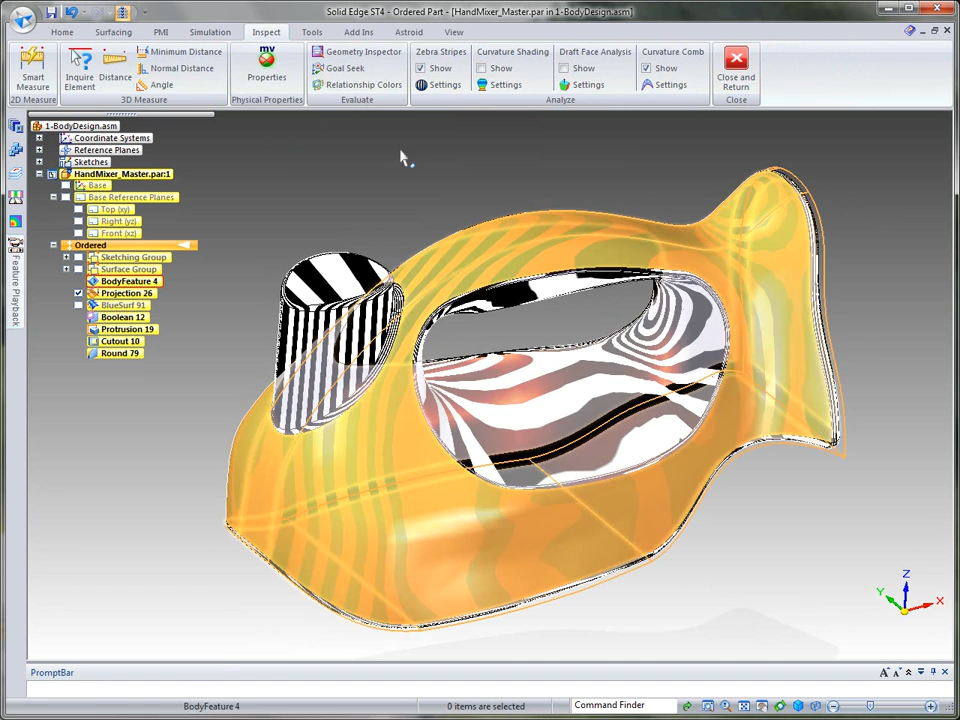 Solid Edge ST4 - Ordered Part - [HandMixer_Master.par in 1-BodyDesign.asm]
Home Surfacing PMI Simulation Inspect Tools Add Ins Astroid View
Smart Measure
2D Measure
Inquire Element
Distance
Minimum Distance
Normal Distance
Angle
3D Measure
my
Properties
Physical Properties
Geometry Inspector
Goal Seek
Relationship Colors
Evaluate
Zebra Stripes
Show
Settings
Curvature Shading
Show
Settings
Draft Face Analysis
Show
Settings
Curvature Comb
Show
Settings
Analyze
Close and Return
Close
1-BodyDesign.asm
Coordinate Systems
Reference Planes
Sketches
HandMixer_Master.par:1
Base
Base Reference Planes
Top (xy)
Right (yz)
Front (xz)
Ordered
Sketching Group
Surface Group
BodyFeature 4
Projection 26
BlueSurf 91
Boolean 12
Protrusion 19
Cutout 10
Round 79
Feature Playback
Z
Y
X
PromptBar
BodyFeature 4
0 items are selected
Command Finder